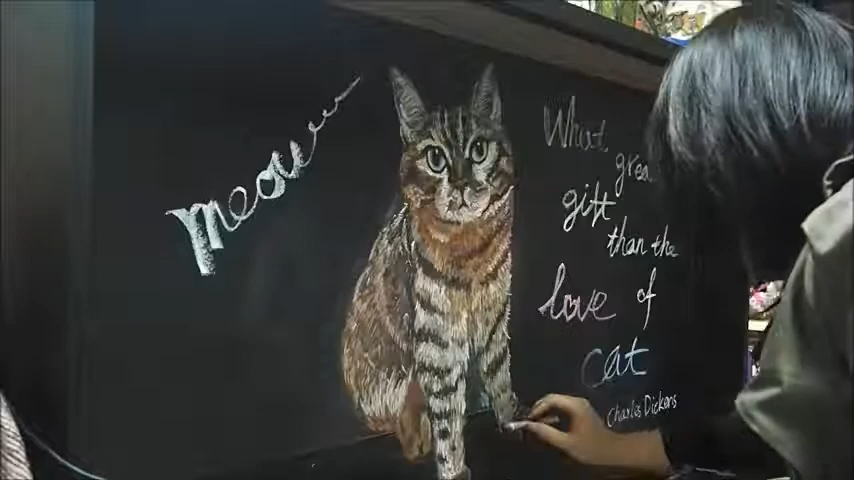 meow
What
grea
gift
than the
love of
cat
Charles Dickens